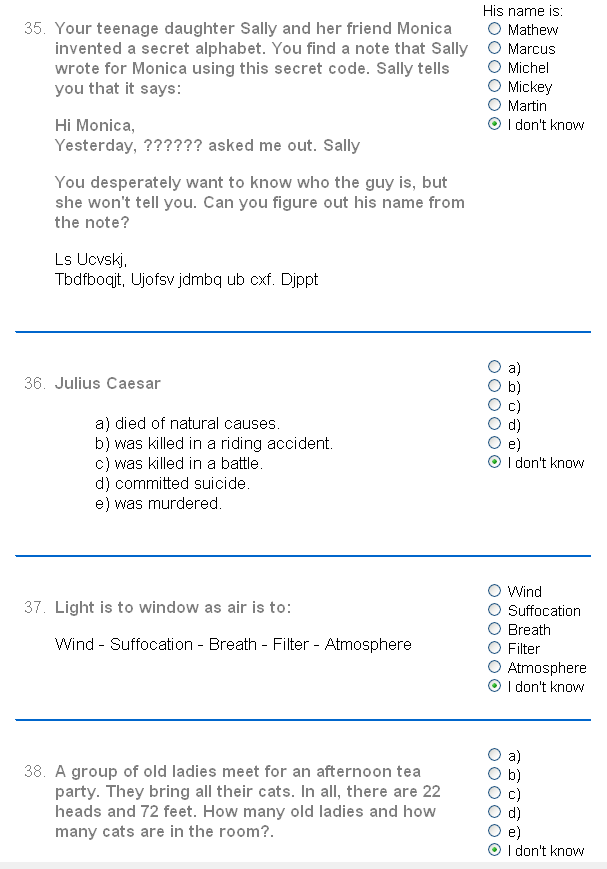 35. Your teenage daughter Sally and her friend Monica
invented a secret alphabet. You find a note that Sally
wrote for Monica using this secret code. Sally tells
you that it says:
Hi Monica,
Yesterday, ?????? asked me out. Sally
You desperately want to know who the guy is, but
she won't tell you. Can you figure out his name from
the note?
Ls Ucvskj,
Tbdfboqjt, Ujofsv jdmbq ub cxf. Djppt
His name is:
Mathew
Marcus
Michel
Mickey
Martin
I don't know
36. Julius Caesar
a) died of natural causes.
b) was killed in a riding accident.
c) was killed in a battle.
d) committed suicide.
e) was murdered.
a)
b)
c)
d)
e)
I don't know
37. Light is to window as air is to:
Wind - Suffocation - Breath - Filter - Atmosphere
Wind
Suffocation
Breath
Filter
Atmosphere
I don't know
38. A group of old ladies meet for an afternoon tea
party. They bring all their cats. In all, there are 22
heads and 72 feet. How many old ladies and how
many cats are in the room?.
a)
b)
c)
d)
e)
I don't know